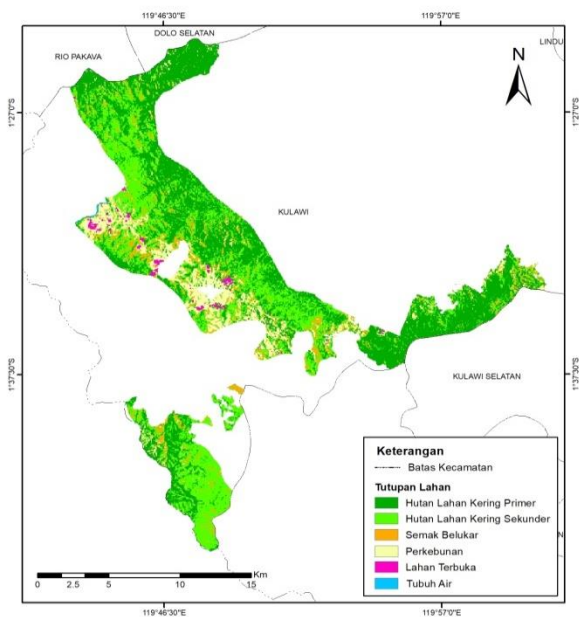 119°46'30"E
119°57'0"E
DOLO SELATAN
RIO PAKAVA
LINDU
N
1°27'0"S
1°27'0"S
KULAWI
1°37'30"S
1°37'30"S
KULAWI SELATAN
Keterangan
Batas Kecamatan
Tutupan Lahan
Hutan Lahan Kering Primer
Hutan Lahan Kering Sekunder
Semak Belukar
Perkebunan
Lahan Terbuka
Tubuh Air
Km
0 2.5 5 10 15
119°46'30"E
119°57'0"E